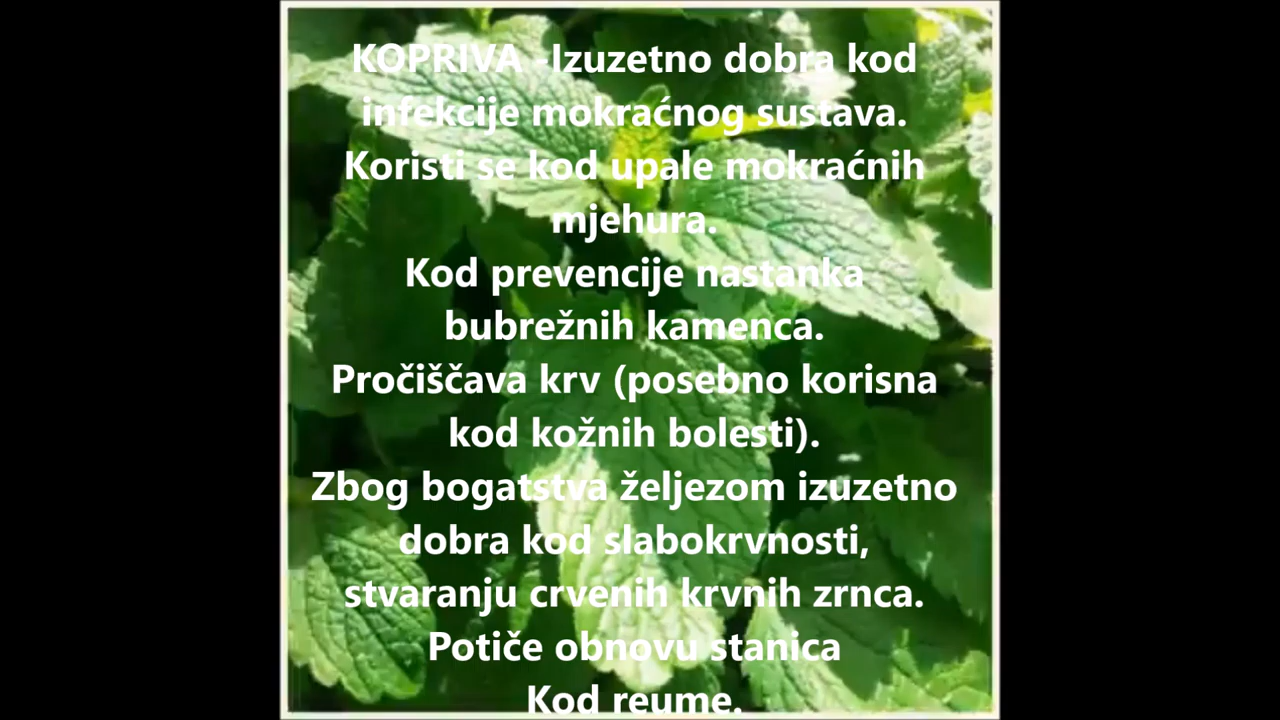 KOPRIVA -Izuzetno dobra kod
infekcije mokraćnog sustava.
Koristi se kod upale mokraćnih
mjehura.
Kod prevencije nastanka
bubrežnih kamenca.
Pročišćava krv (posebno korisna
kod kožnih bolesti).
Zbog bogatstva željezom izuzetno
dobra kod slabokrvnosti,
stvaranju crvenih krvnih zrnca.
Potiče obnovu stanica
Kod reume.